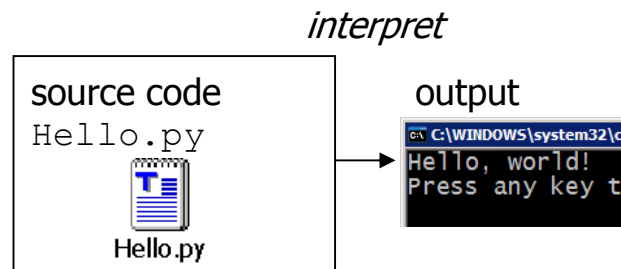 interpret
source code
Hello.py
Hello.py
output
C:\WINDOWS\system32\c
Hello, world!
Press any key t